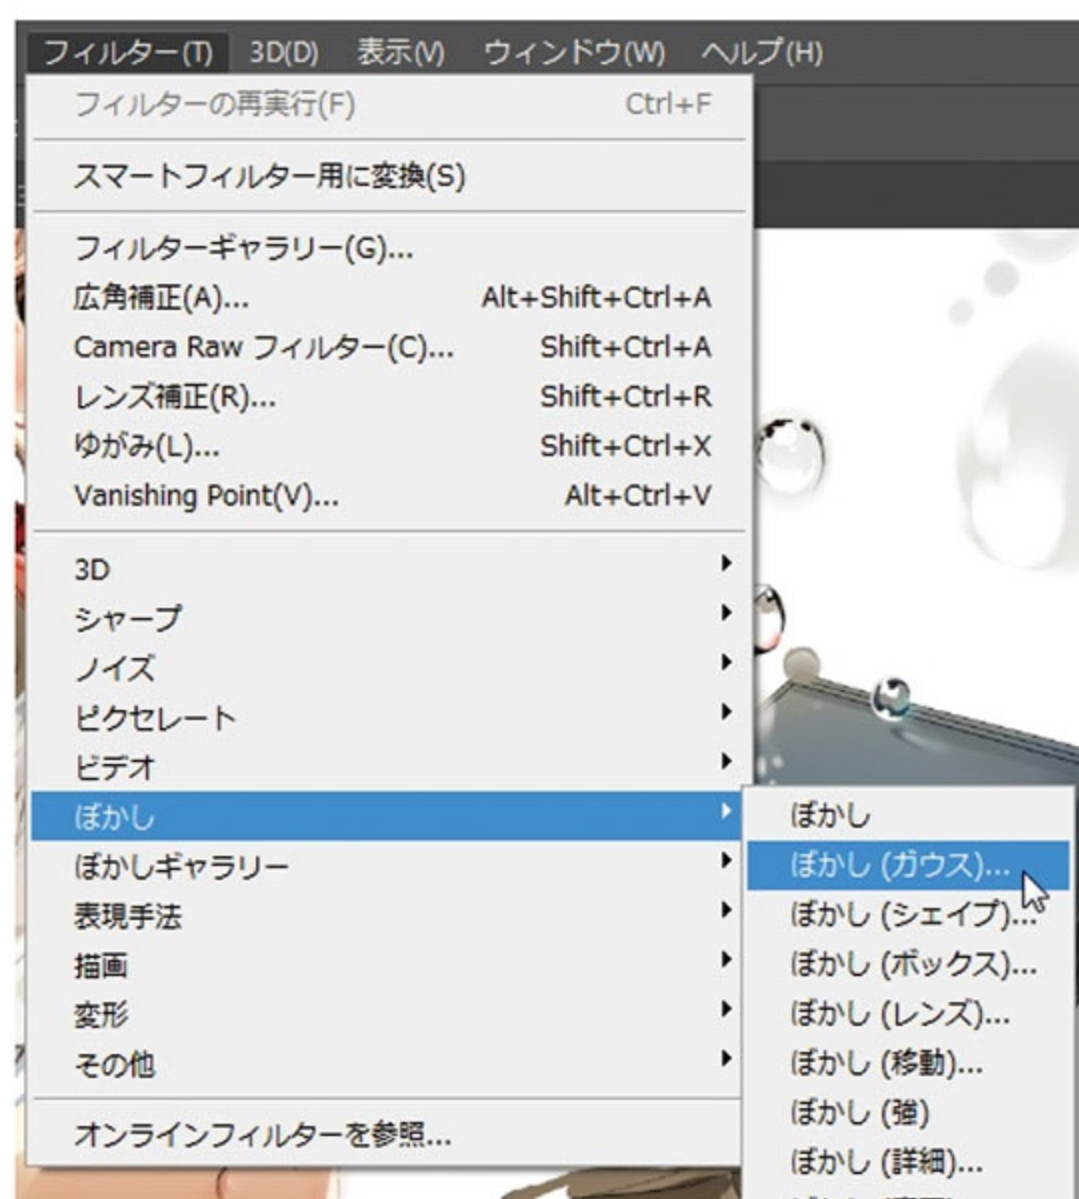 フィルター(T) 3D(D) 表示(V) ウィンドウ(W) ヘルプ(H)
フィルターの再実行(F) Ctrl+F
スマートフィルター用に変換(S)
フィルターギャラリー(G)...
広角補正(A)... Alt+Shift+Ctrl+A
Camera Raw フィルター(C)... Shift+Ctrl+A
レンズ補正(R)... Shift+Ctrl+R
ゆがみ(L)... Shift+Ctrl+X
Vanishing Point(V)... Alt+Ctrl+V
3D
シャープ
ノイズ
ピクセレート
ビデオ
ぼかし
ぼかしギャラリー
表現手法
描画
変形
その他
オンラインフィルターを参照...
ぼかし
ぼかし (ガウス)...
ぼかし (シェイプ)...
ぼかし (ボックス)...
ぼかし (レンズ)...
ぼかし (移動)...
ぼかし (強)
ぼかし (詳細)...